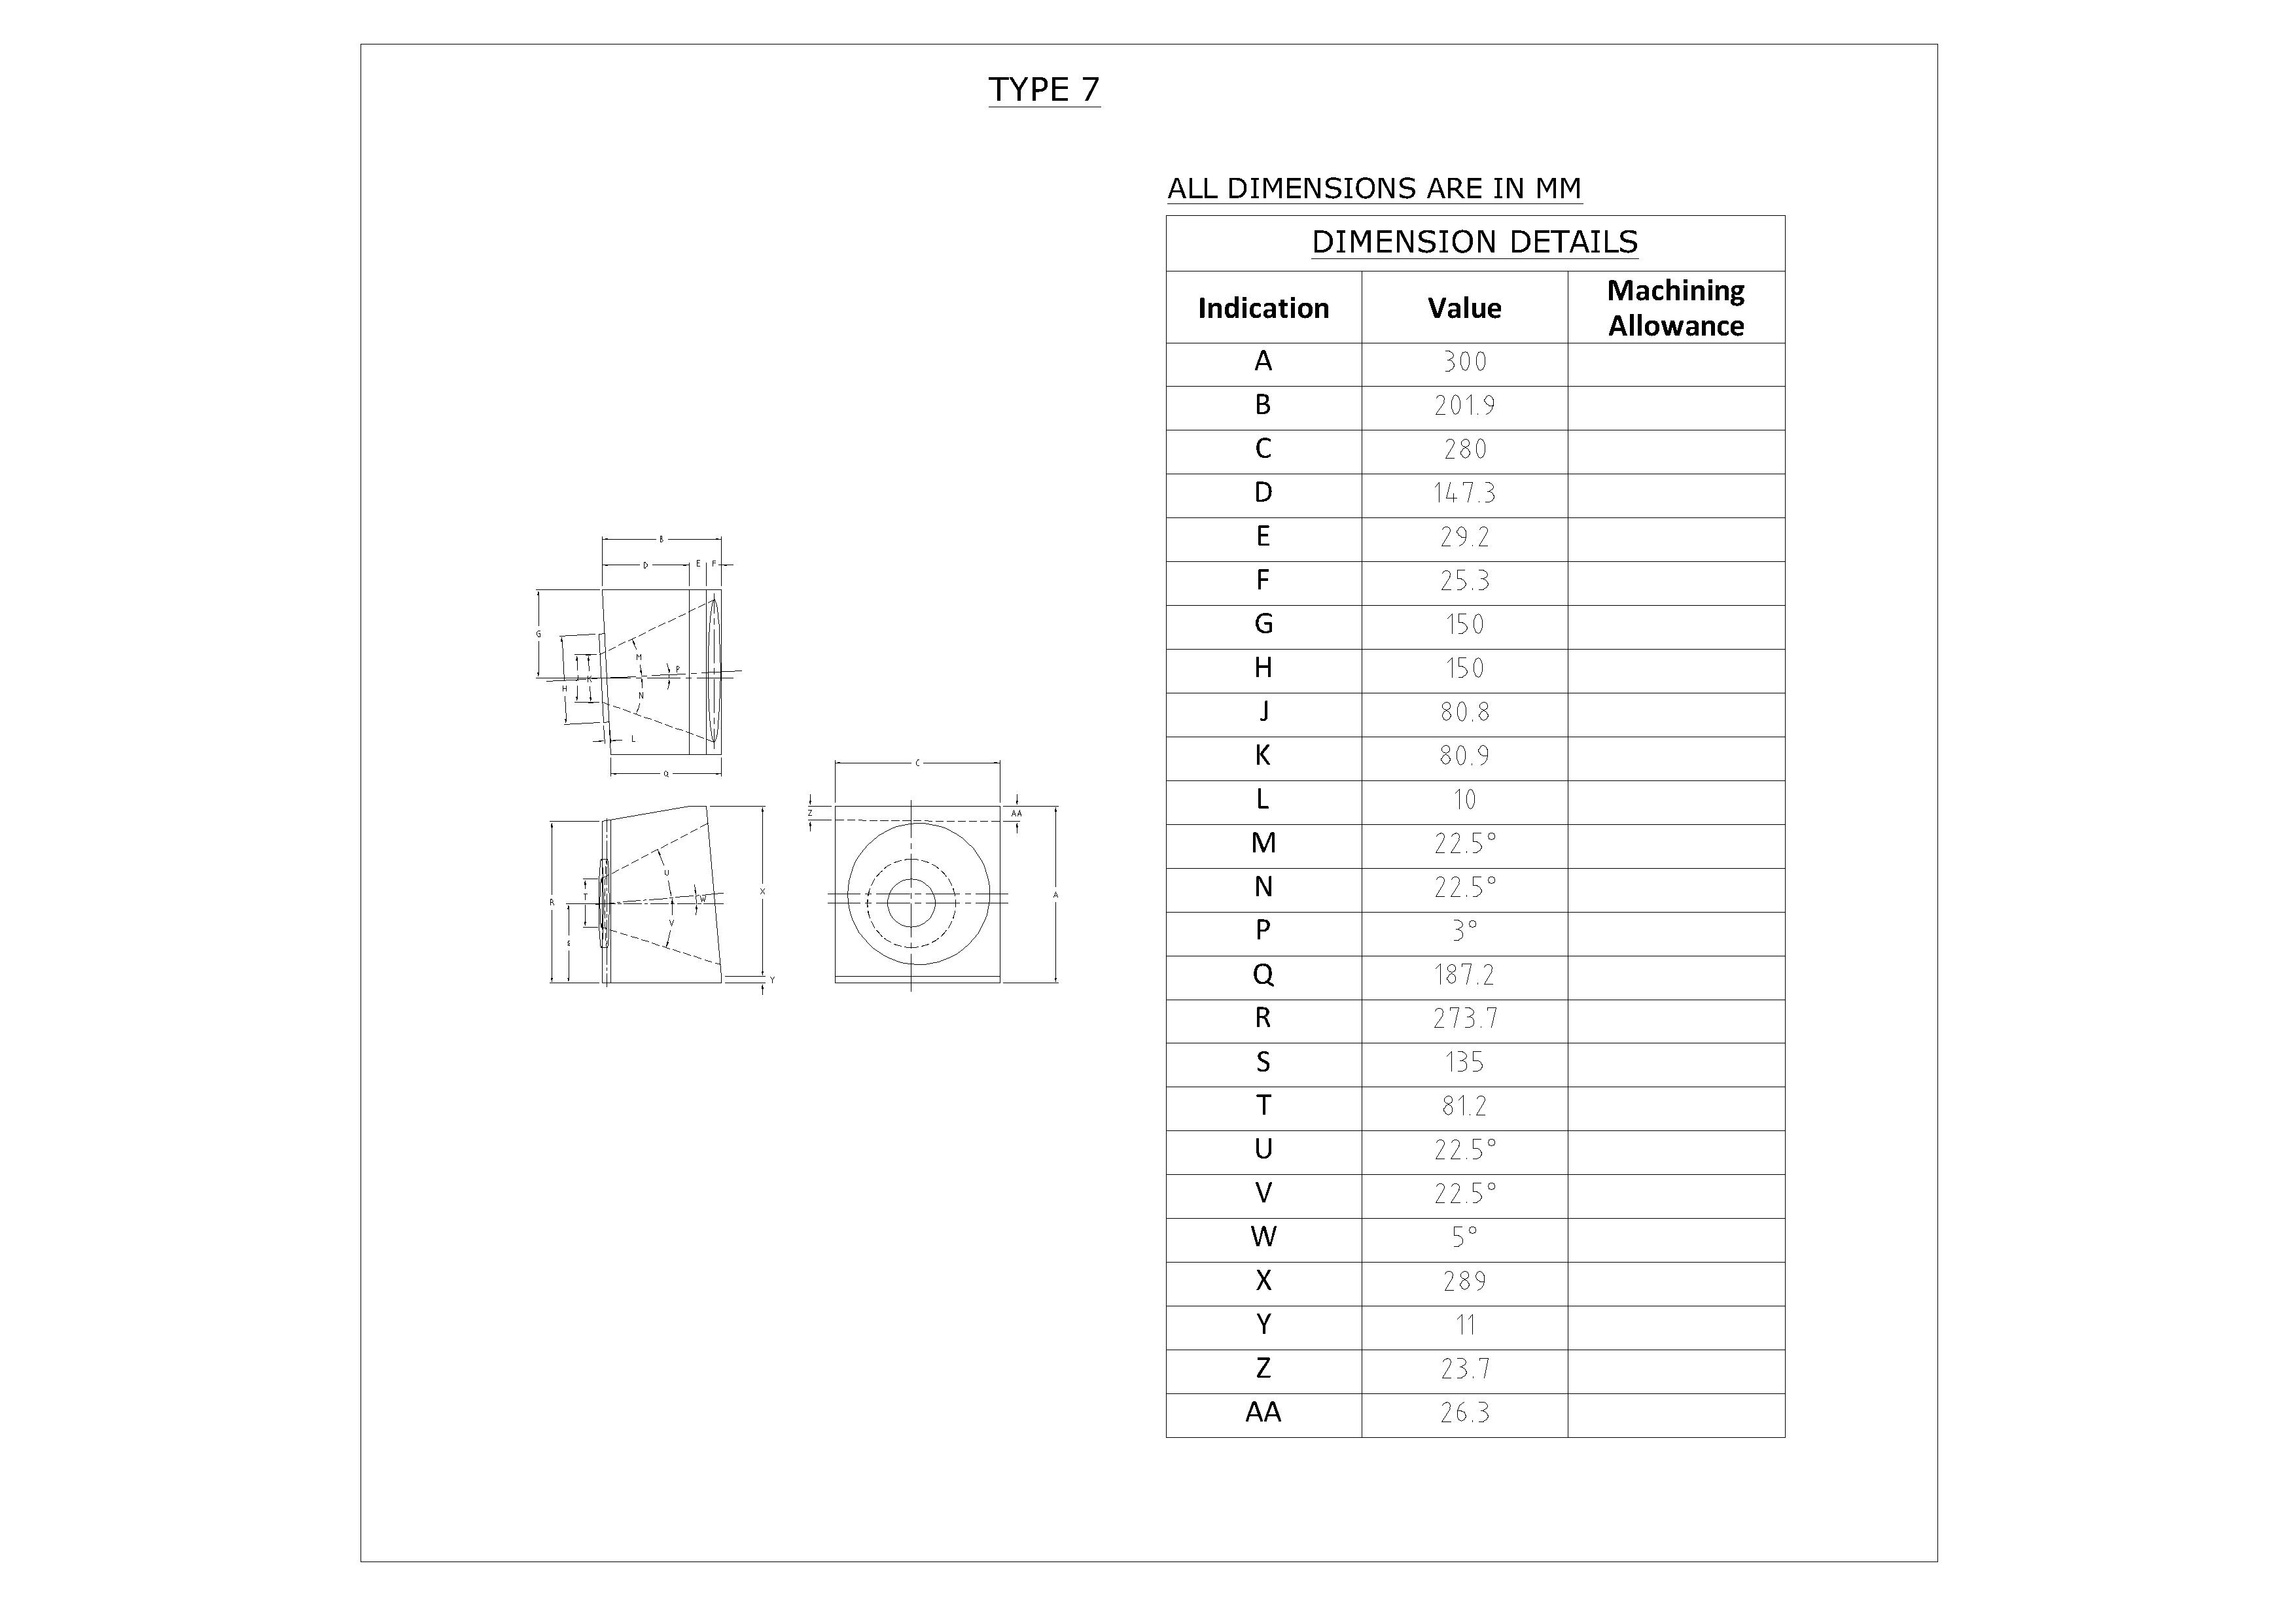 TYPE 7
ALL DIMENSIONS ARE IN MM
DIMENSION DETAILS
Indication Value Machining Allowance
A 300
B 201.9
C 280
D 147.3
E 29.2
F 25.3
G 150
H 150
J 80.8
K 80.9
L 10
M 22.5°
N 22.5°
P 3°
Q 187.2
R 273.7
S 135
T 81.2
U 22.5°
V 22.5°
W 5°
X 289
Y 11
Z 23.7
AA 26.3
B
D E F
G
M
P
H J K
N
L
Q
C
Z AA
U
X
R T W A
V
Y